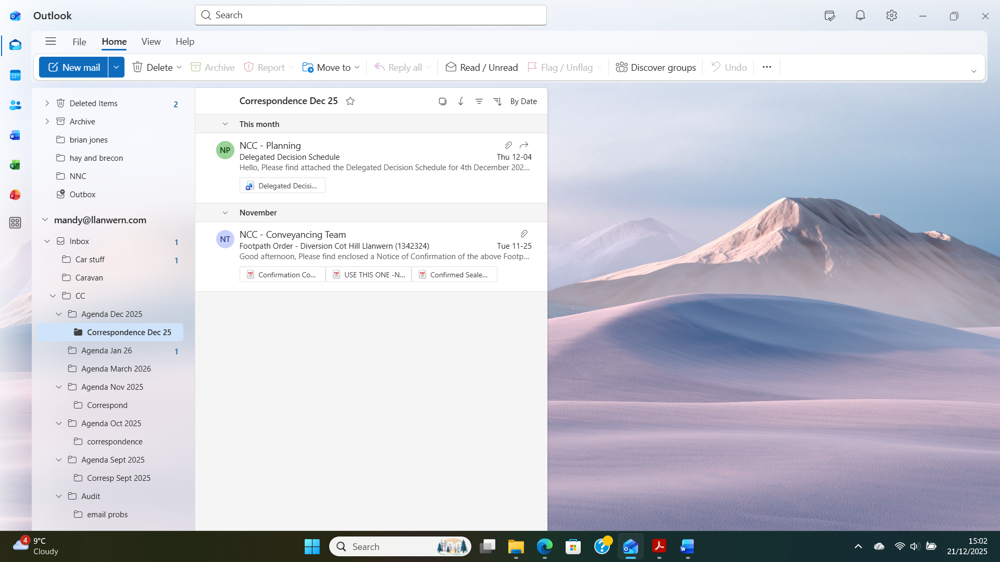 Outlook
Search
File Home View Help
New mail Delete Archive Report Move to Reply all Read / Unread Flag / Unflag Discover groups Undo ...
Deleted Items 2
Archive
brian jones
hay and brecon
NNC
Outbox
mandy@llanwern.com
Inbox 1
Car stuff 1
Caravan
CC
Agenda Dec 2025
Correspondence Dec 25
Agenda Jan 26 1
Agenda March 2026
Agenda Nov 2025
Correspond
Agenda Oct 2025
correspondence
Agenda Sept 2025
Corresp Sept 2025
Audit
email probs
Correspondence Dec 25 By Date
This month
NP NCC - Planning
Delegated Decision Schedule Thu 12-04
Hello, Please find attached the Delegated Decision Schedule for 4th December 202...
Delegated Decisi...
November
NT NCC - Conveyancing Team
Footpath Order - Diversion Cot Hill Llanwern (1342324) Tue 11-25
Good afternoon, Please find enclosed a Notice of Confirmation of the above Footp...
Confirmation Co... USE THIS ONE -N... Confirmed Seale...
4 9°C
Cloudy
Search
15:02
21/12/2025